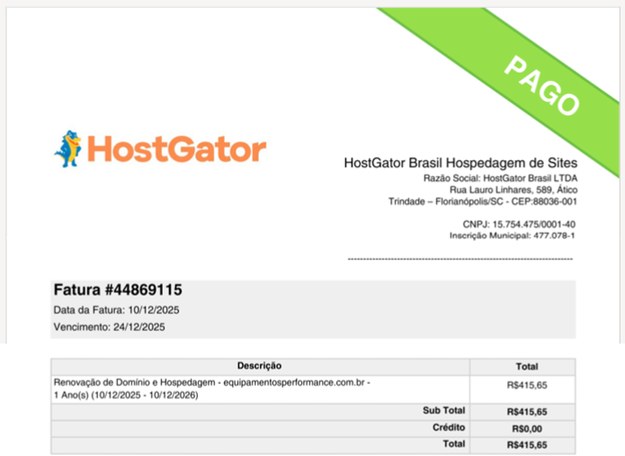 PAGO
HostGator
HostGator Brasil Hospedagem de Sites
Razão Social: HostGator Brasil LTDA
Rua Lauro Linhares, 589, Ático
Trindade – Florianópolis/SC - CEP:88036-001
CNPJ: 15.754.475/0001-40
Inscrição Municipal: 477.078-1
--------------------------------------------------------------------------
Fatura #44869115
Data da Fatura: 10/12/2025
Vencimento: 24/12/2025
Descrição Total
Renovação de Domínio e Hospedagem - equipamentosperformance.com.br - R$415,65
1 Ano(s) (10/12/2025 - 10/12/2026)
Sub Total R$415,65
Crédito R$0,00
Total R$415,65